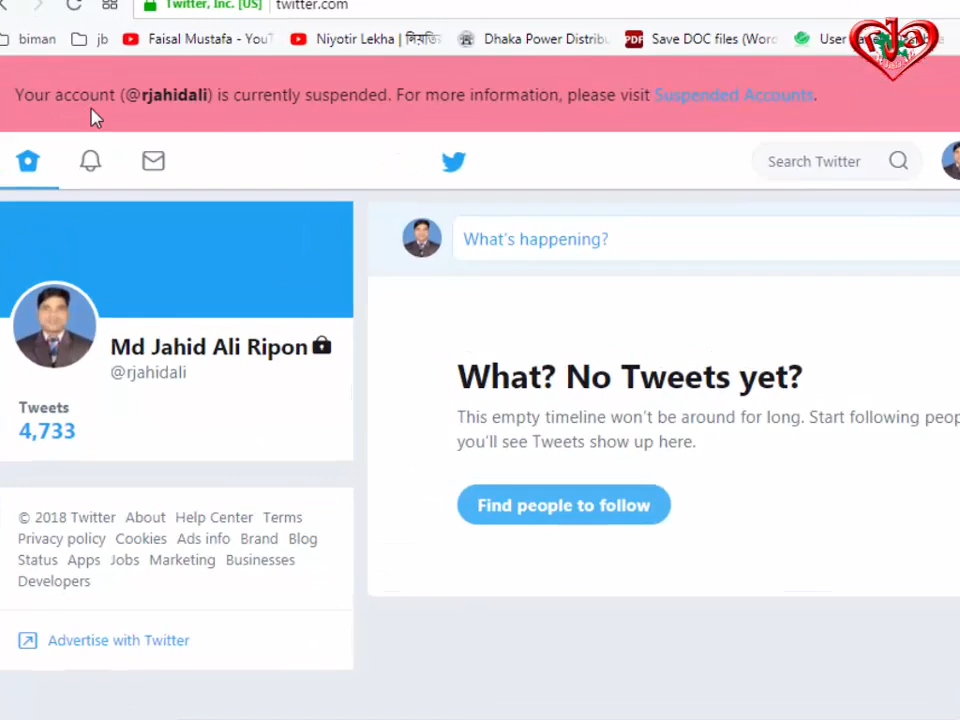 Twitter, Inc. [US] twitter.com
biman jb Faisal Mustafa - YouT Niyotir Lekha | নিয়তি Dhaka Power Distribu Save DOC files (Word User
rja
Your account (@rjahidali) is currently suspended. For more information, please visit Suspended Accounts.
Search Twitter
What's happening?
Md Jahid Ali Ripon
@rjahidali
Tweets
4,733
What? No Tweets yet?
This empty timeline won't be around for long. Start following peop
you'll see Tweets show up here.
Find people to follow
© 2018 Twitter About Help Center Terms
Privacy policy Cookies Ads info Brand Blog
Status Apps Jobs Marketing Businesses
Developers
Advertise with Twitter